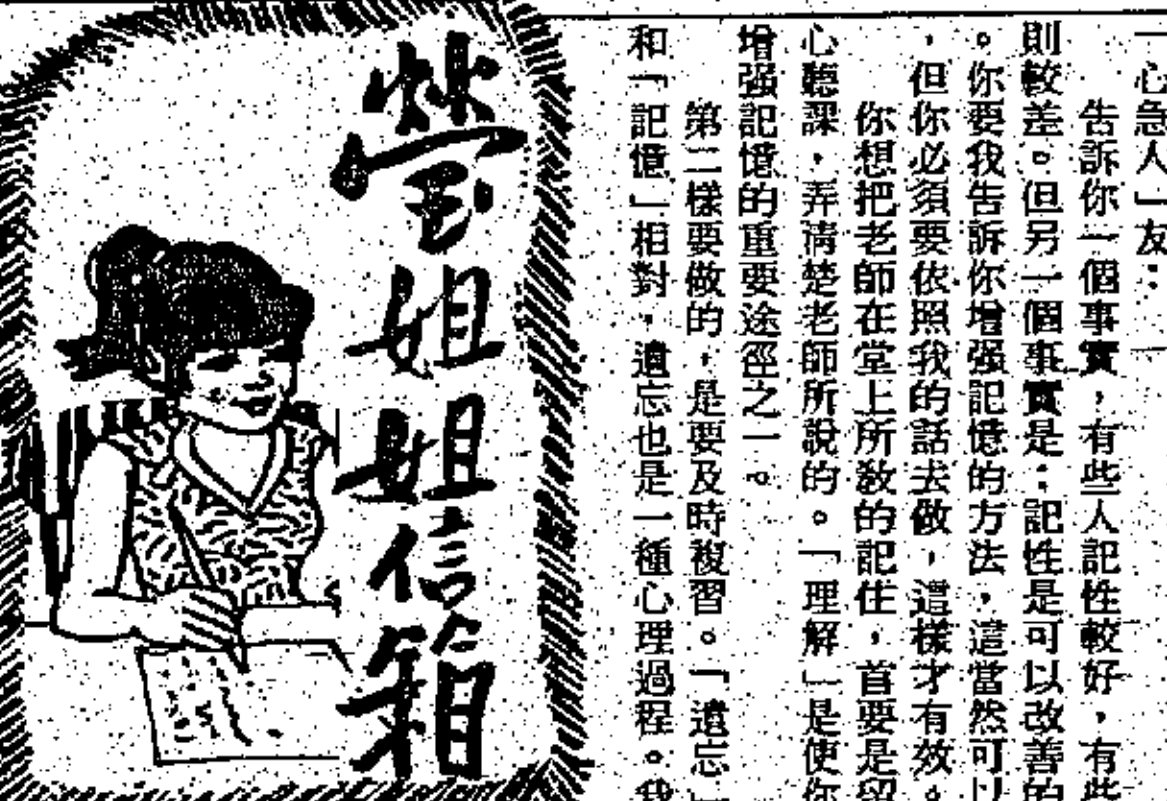 一心急人」友：
告訴你一個事實，有些人記性較好，有些
則較差。但另一個事實是：記性是可以改善的
。你要我告訴你增强記憶的方法，這當然可以
，但你必須要依照我的話去做，這樣才有效。
你想把老師在堂上所教的記住，首要是留
心聽課，弄清楚老師所說的。「理解」是使你
增强記憶的重要途徑之一。
第二樣要做的，是要及時複習。「遺忘」
和「記憶」相對，遺忘也是一種心理過程。我
瑩姐姐信箱